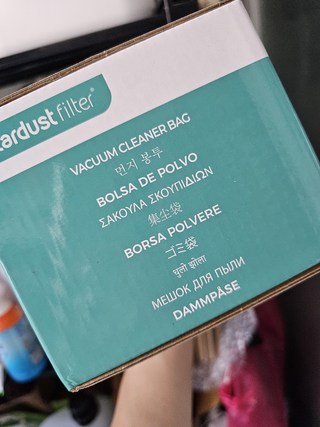 tardust filter®
VACUUM CLEANER BAG
먼지 봉투
BOLSA DE POLVO
ΣΑΚΟΥΛΑ ΣΚΟΥΠΙΔΙΩΝ
集尘袋
BORSA POLVERE
ゴミ袋
धुलो झोला
МЕШОК ДЛЯ ПЫЛИ
DAMMPÅSE